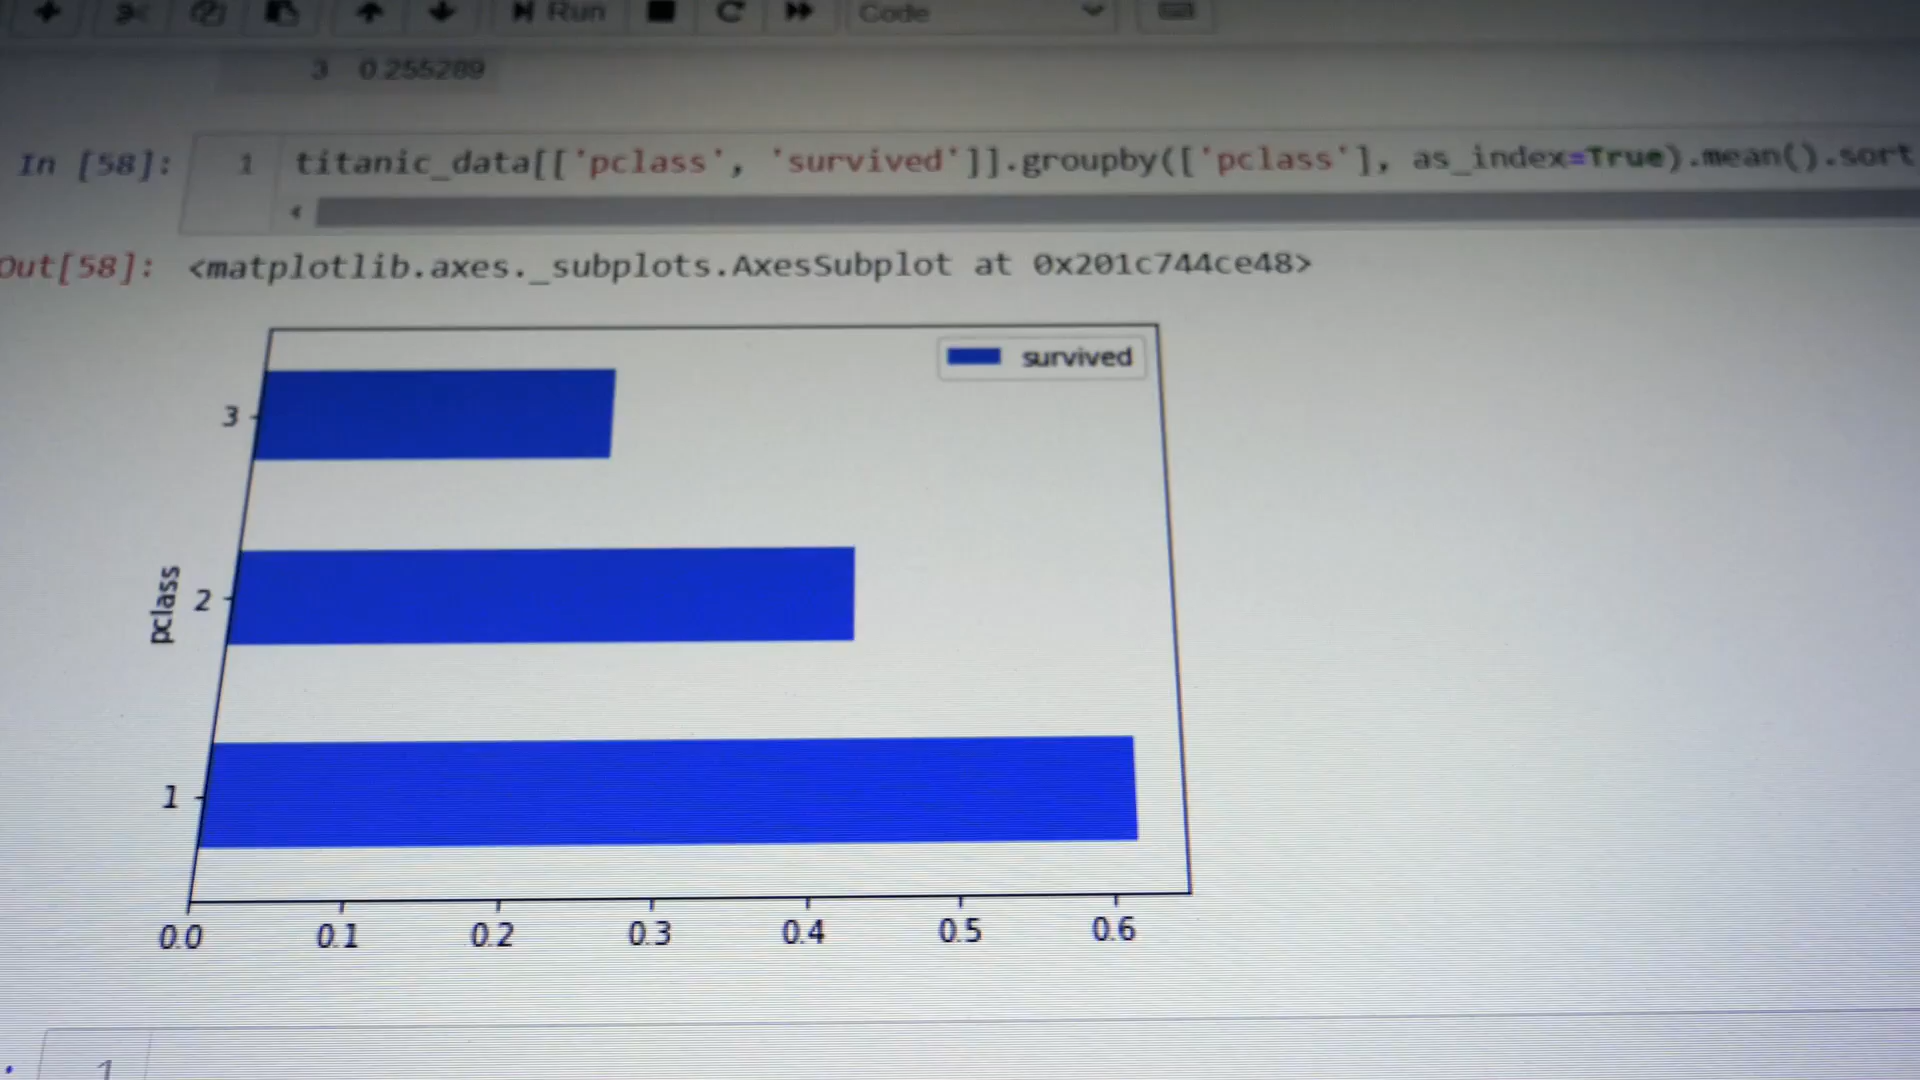 Run Code
3 0.255289
In [58]: 1 titanic_data[['pclass', 'survived']].groupby(['pclass'], as_index=True).mean().sort
Out[58]: <matplotlib.axes._subplots.AxesSubplot at 0x201c744ce48>
survived
3
pclass
2
1
0.0 0.1 0.2 0.3 0.4 0.5 0.6
1